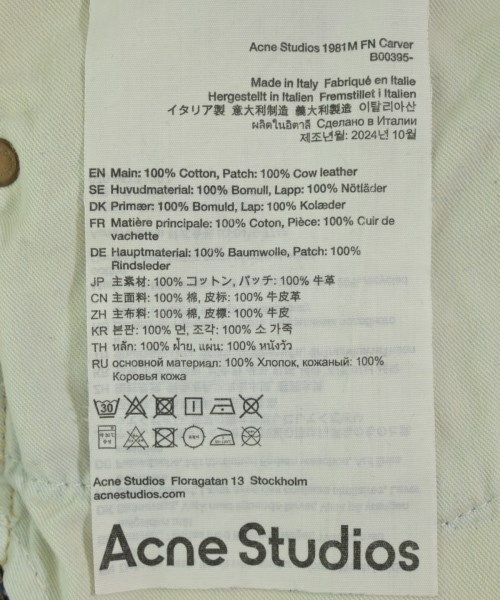 Acne Studios 1981M FN Carver
B00395-
Made in Italy Fabriqué en Italie
Hergestellt in Italien Fremstillet i Italien
イタリア製 意大利制造 義大利製造 이탈리아산
ผลิตในอิตาลี Сделано в Италии
제조년월: 2024년 10월
EN Main: 100% Cotton, Patch: 100% Cow leather
SE Huvudmaterial: 100% Bomull, Lapp: 100% Nötläder
DK Primær: 100% Bomuld, Lap: 100% Kolæder
FR Matière principale: 100% Coton, Pièce: 100% Cuir de
vachette
DE Hauptmaterial: 100% Baumwolle, Patch: 100%
Rindsleder
JP 主素材: 100% コットン, パッチ: 100% 牛革
CN 主面料: 100% 棉, 皮标: 100% 牛皮革
ZH 主布料: 100% 棉, 皮標: 100% 牛皮
KR 본판: 100% 면, 조각: 100% 소 가죽
TH หลัก: 100% ฝ้าย, แผ่น: 100% หนังวัว
RU основной материал: 100% Хлопок, кожаный: 100%
Коровья кожа
30
Acne Studios Floragatan 13 Stockholm
acnestudios.com
Acne Studios